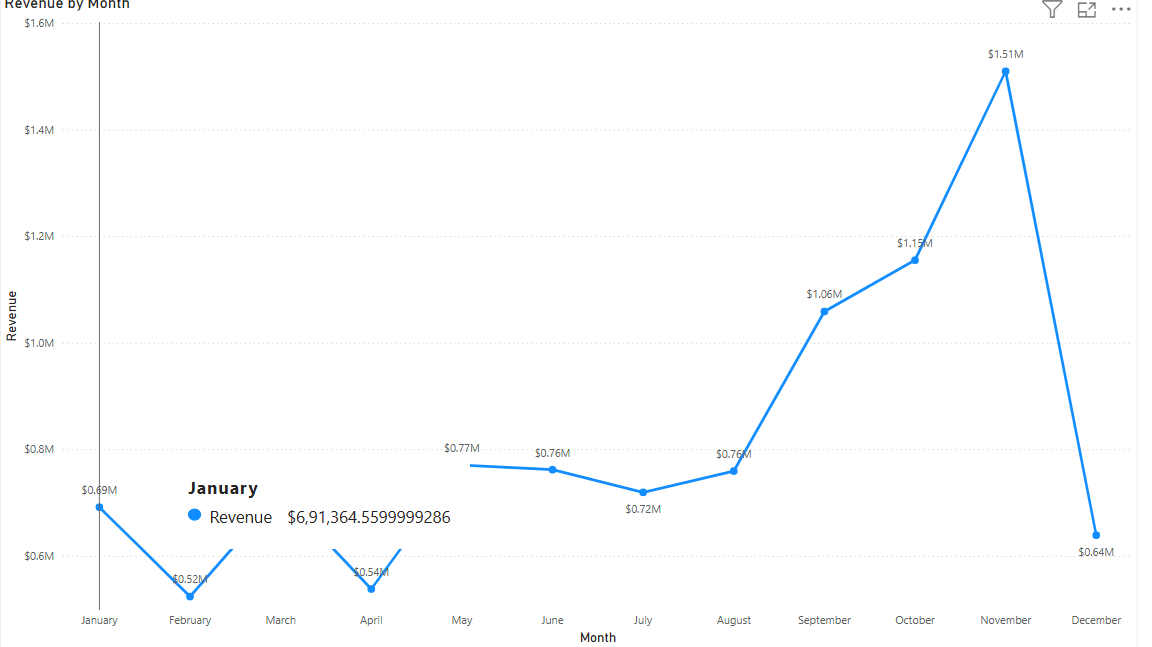 Revenue by Month
$1.6M
$1.51M
$1.4M
$1.2M
$1.15M
$1.06M
Revenue
$1.0M
$0.8M
$0.77M
$0.76M
$0.76M
$0.72M
$0.69M
January
Revenue $6,91,364.5599999286
$0.6M
$0.52M
$0.54M
$0.64M
January February March April May June July August September October November December
Month